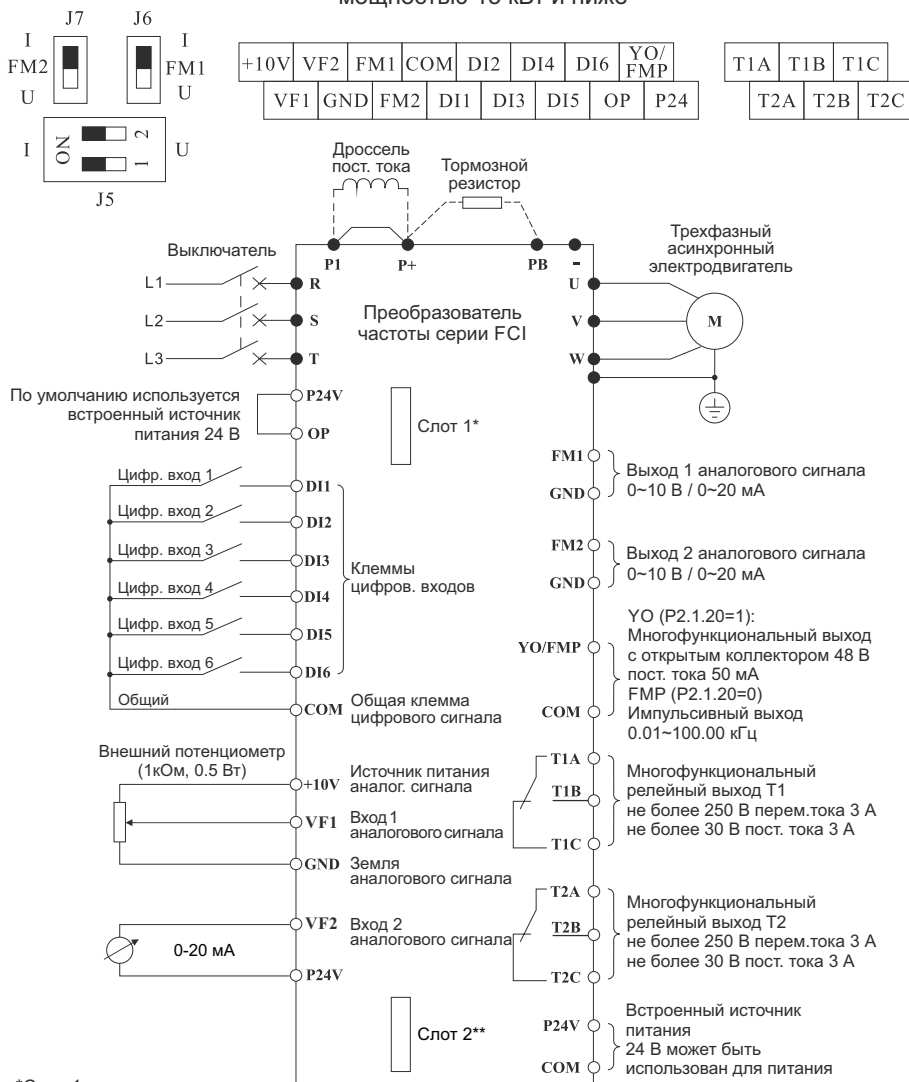 мощностью 15 кВт и ниже
J7
J6
I
FM2
U
I
FM1
U
+10V VF2 FM1 COM DI2 DI4 DI6 YO/FMP
VF1 GND FM2 DI1 DI3 DI5 OP P24
T1A T1B T1C
T2A T2B T2C
I
ON
2
1
U
J5
Дроссель
пост. тока
Тормозной
резистор
Выключатель
Трехфазный
асинхронный
электродвигатель
P1
P+
PB
-
L1
R
U
L2
S
V
M
L3
T
W
Преобразователь
частоты серии FCI
По умолчанию используется
встроенный источник
питания 24 В
P24V
OP
Слот 1*
Цифр. вход 1
DI1
Цифр. вход 2
DI2
Цифр. вход 3
DI3
Цифр. вход 4
DI4
Цифр. вход 5
DI5
Цифр. вход 6
DI6
Клеммы
цифров. входов
Общий
COM
Общая клемма
цифрового сигнала
Внешний потенциометр
(1кОм, 0.5 Вт)
+10V
Источник питания
аналог. сигнала
VF1
Вход 1
аналогового сигнала
GND
Земля
аналогового сигнала
VF2
Вход 2
аналогового сигнала
0-20 мА
P24V
Слот 2**
FM1
GND
Выход 1 аналогового сигнала
0~10 В / 0~20 мА
FM2
GND
Выход 2 аналогового сигнала
0~10 В / 0~20 мА
YO/FMP
COM
YO (P2.1.20=1):
Многофункциональный выход
с открытым коллектором 48 В
пост. тока 50 мА
FMP (P2.1.20=0)
Импульсивный выход
0.01~100.00 кГц
T1A
T1B
T1C
Многофункциональный
релейный выход T1
не более 250 В перем.тока 3 А
не более 30 В пост. тока 3 А
T2A
T2B
T2C
Многофункциональный
релейный выход T2
не более 250 В перем.тока 3 А
не более 30 В пост. тока 3 А
P24V
COM
Встроенный источник
питания
24 В может быть
использован для питания